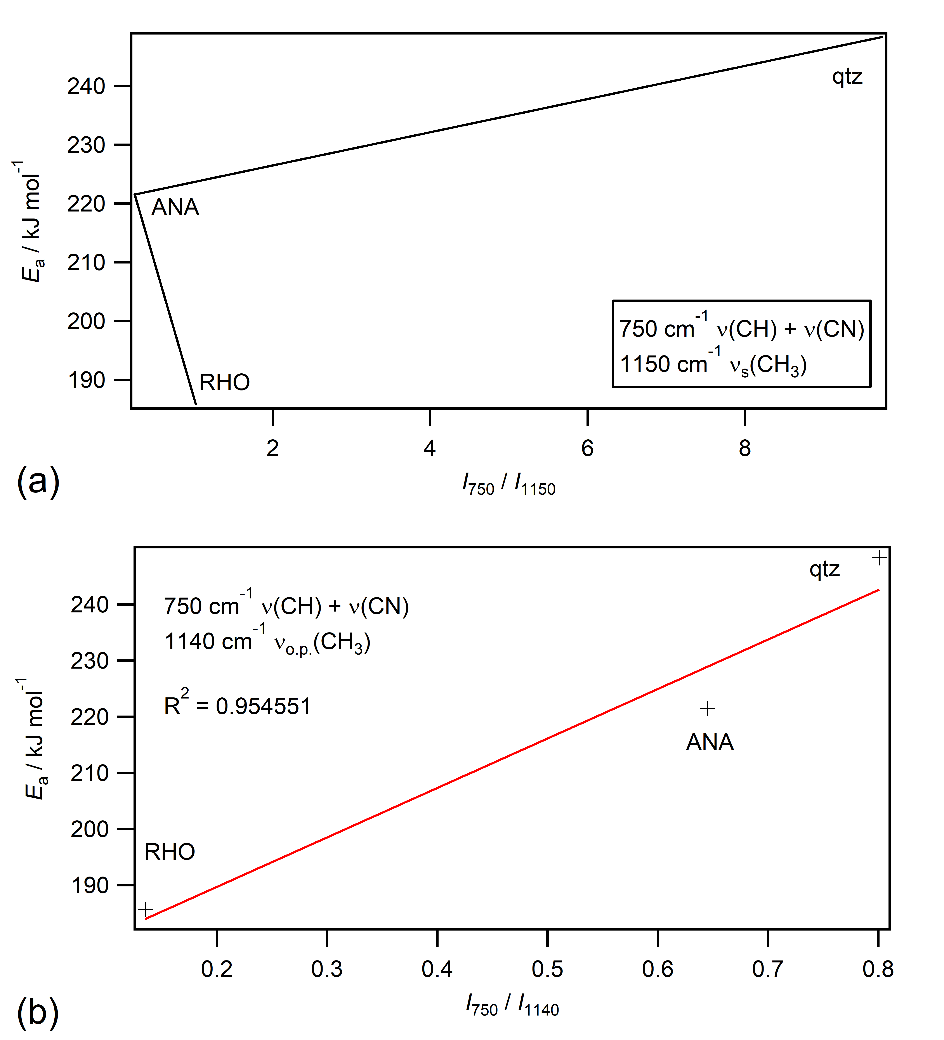 240
230
220
210
200
190
Eₐ / kJ mol⁻¹
qtz
ANA
RHO
750 cm⁻¹ ν(CH) + ν(CN)
1150 cm⁻¹ νₛ(CH₃)
2 4 6 8
I₇₅₀ / I₁₁₅₀
(a)
240
230
220
210
200
190
Eₐ / kJ mol⁻¹
qtz
750 cm⁻¹ ν(CH) + ν(CN)
1140 cm⁻¹ νo.p.(CH₃)
R² = 0.954551
ANA
RHO
0.2 0.3 0.4 0.5 0.6 0.7 0.8
I₇₅₀ / I₁₁₄₀
(b)